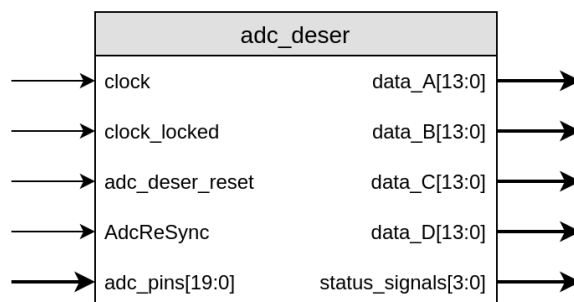 adc_deser
clock data_A[13:0]
clock_locked data_B[13:0]
adc_deser_reset data_C[13:0]
AdcReSync data_D[13:0]
adc_pins[19:0] status_signals[3:0]